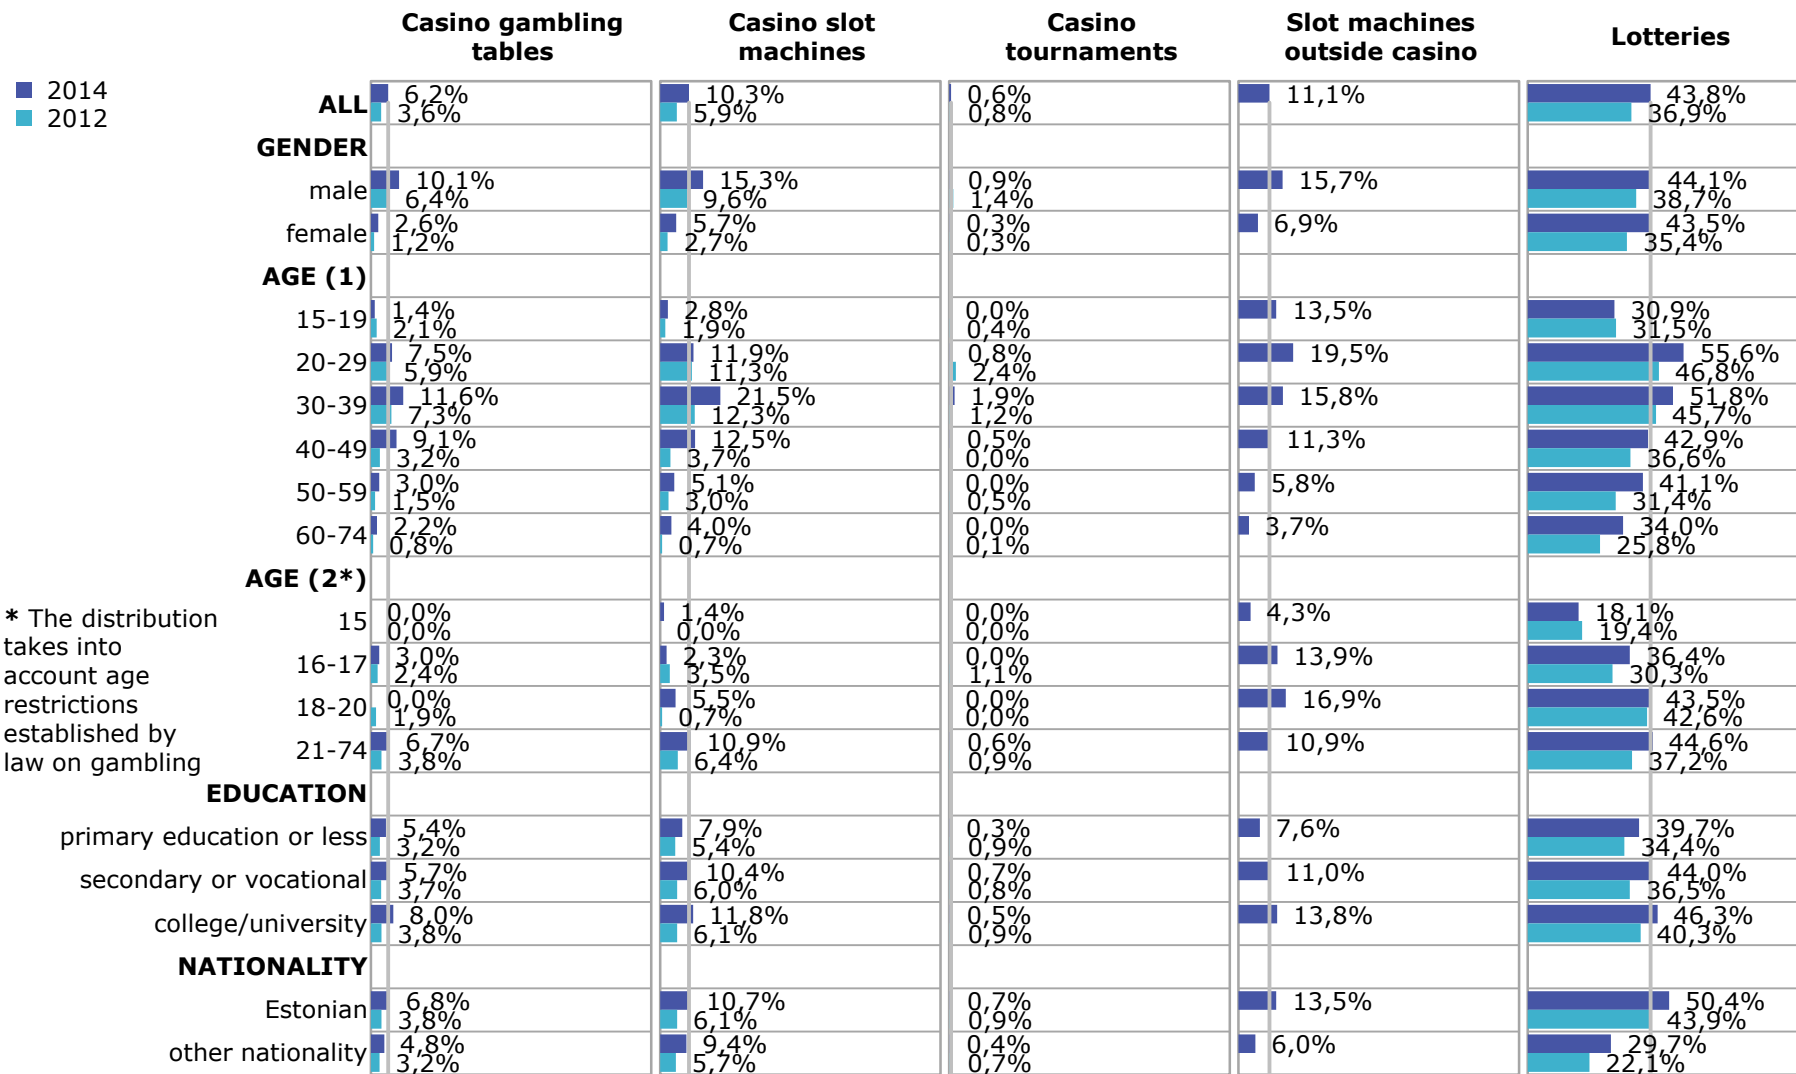 Casino gambling
tables
Casino slot
machines
Casino
tournaments
Slot machines
outside casino
Lotteries
2014
2012
ALL 6,2% 10,3% 0,6% 11,1% 43,8%
3,6% 5,9% 0,8% 36,9%
GENDER
male 10,1% 15,3% 0,9% 15,7% 44,1%
6,4% 9,6% 1,4% 38,7%
female 2,6% 5,7% 0,3% 6,9% 43,5%
1,2% 2,7% 0,3% 35,4%
AGE (1)
15-19 1,4% 2,8% 0,0% 13,5% 30,9%
2,1% 1,9% 0,4% 31,5%
20-29 7,5% 11,9% 0,8% 19,5% 55,6%
5,9% 11,3% 2,4% 46,8%
30-39 11,6% 21,5% 1,9% 15,8% 51,8%
7,3% 12,3% 1,2% 45,7%
40-49 9,1% 12,5% 0,5% 11,3% 42,9%
3,2% 3,7% 0,0% 36,6%
50-59 3,0% 5,1% 0,0% 5,8% 41,1%
1,5% 3,0% 0,5% 31,4%
60-74 2,2% 4,0% 0,0% 3,7% 34,0%
0,8% 0,7% 0,1% 25,8%
AGE (2*)
* The distribution
takes into
account age
restrictions
established by
law on gambling
15 0,0% 1,4% 0,0% 4,3% 18,1%
0,0% 0,0% 0,0% 19,4%
16-17 3,0% 2,3% 0,0% 13,9% 36,4%
2,4% 3,5% 1,1% 30,3%
18-20 0,0% 5,5% 0,0% 16,9% 43,5%
1,9% 0,7% 0,0% 42,6%
21-74 6,7% 10,9% 0,6% 10,9% 44,6%
3,8% 6,4% 0,9% 37,2%
EDUCATION
primary education or less 5,4% 7,9% 0,3% 7,6% 39,7%
3,2% 5,4% 0,9% 34,4%
secondary or vocational 5,7% 10,4% 0,7% 11,0% 44,0%
3,7% 6,0% 0,8% 36,5%
college/university 8,0% 11,8% 0,5% 13,8% 46,3%
3,8% 6,1% 0,9% 40,3%
NATIONALITY
Estonian 6,8% 10,7% 0,7% 13,5% 50,4%
3,8% 6,1% 0,9% 43,9%
other nationality 4,8% 9,4% 0,4% 6,0% 29,7%
3,2% 5,7% 0,7% 22,1%